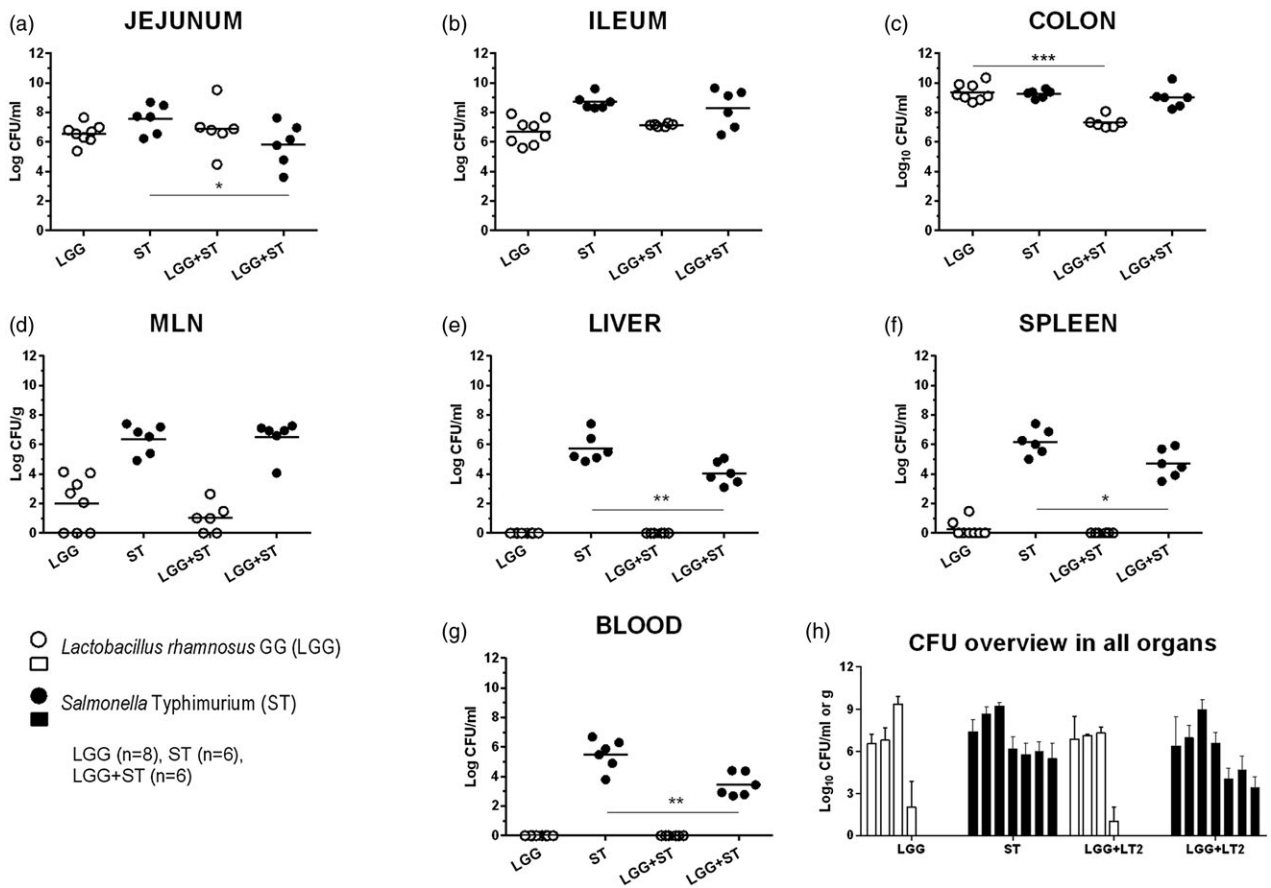 (a) JEJUNUM
12
10
8
6
4
2
0
Log CFU/ml
*
LGG ST LGG+ST LGG+ST
(b) ILEUM
12
10
8
6
4
2
0
Log CFU/ml
LGG ST LGG+ST LGG+ST
(c) COLON
12
10
8
6
4
2
0
Log₁₀ CFU/ml
***
LGG ST LGG+ST LGG+ST
(d) MLN
12
10
8
6
4
2
0
Log CFU/g
LGG ST LGG+ST LGG+ST
(e) LIVER
12
10
8
6
4
2
0
Log CFU/ml
**
LGG ST LGG+ST LGG+ST
(f) SPLEEN
12
10
8
6
4
2
0
Log CFU/ml
*
LGG ST LGG+ST LGG+ST
Lactobacillus rhamnosus GG (LGG)
Salmonella Typhimurium (ST)
LGG (n=8), ST (n=6),
LGG+ST (n=6)
(g) BLOOD
12
10
8
6
4
2
0
Log CFU/ml
**
LGG ST LGG+ST LGG+ST
(h) CFU overview in all organs
12
9
6
3
0
Log₁₀ CFU/ml or g
LGG ST LGG+LT2 LGG+LT2